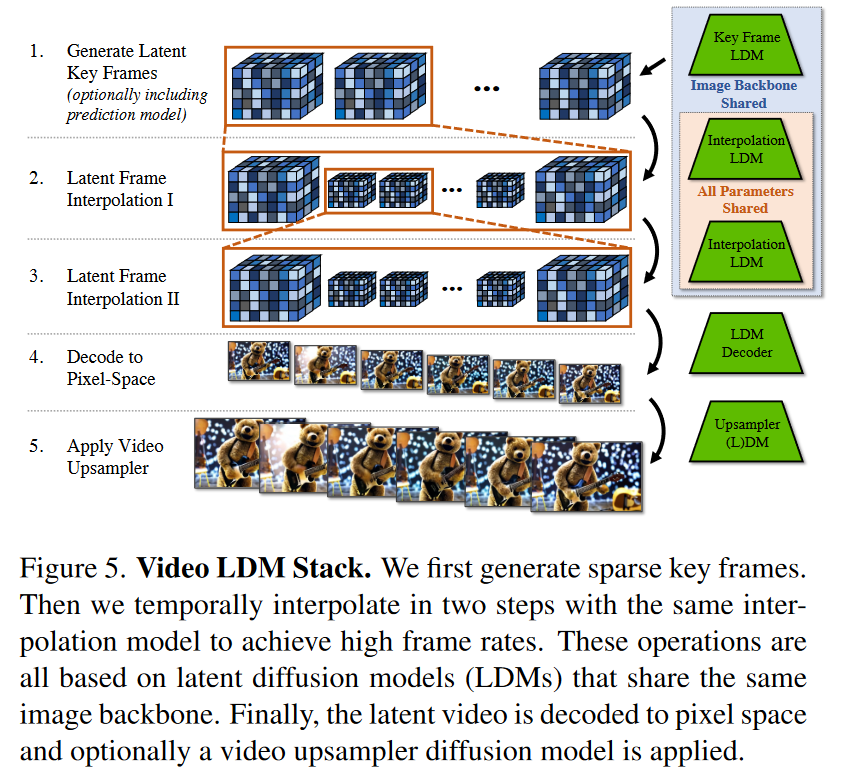 1. Generate Latent
Key Frames
(optionally including
prediction model)
2. Latent Frame
Interpolation I
3. Latent Frame
Interpolation II
4. Decode to
Pixel-Space
5. Apply Video
Upsampler
Key Frame
LDM
Image Backbone
Shared
Interpolation
LDM
All Parameters
Shared
Interpolation
LDM
LDM
Decoder
Upsampler
(L)DM
Figure 5. Video LDM Stack. We first generate sparse key frames.
Then we temporally interpolate in two steps with the same inter-
polation model to achieve high frame rates. These operations are
all based on latent diffusion models (LDMs) that share the same
image backbone. Finally, the latent video is decoded to pixel space
and optionally a video upsampler diffusion model is applied.